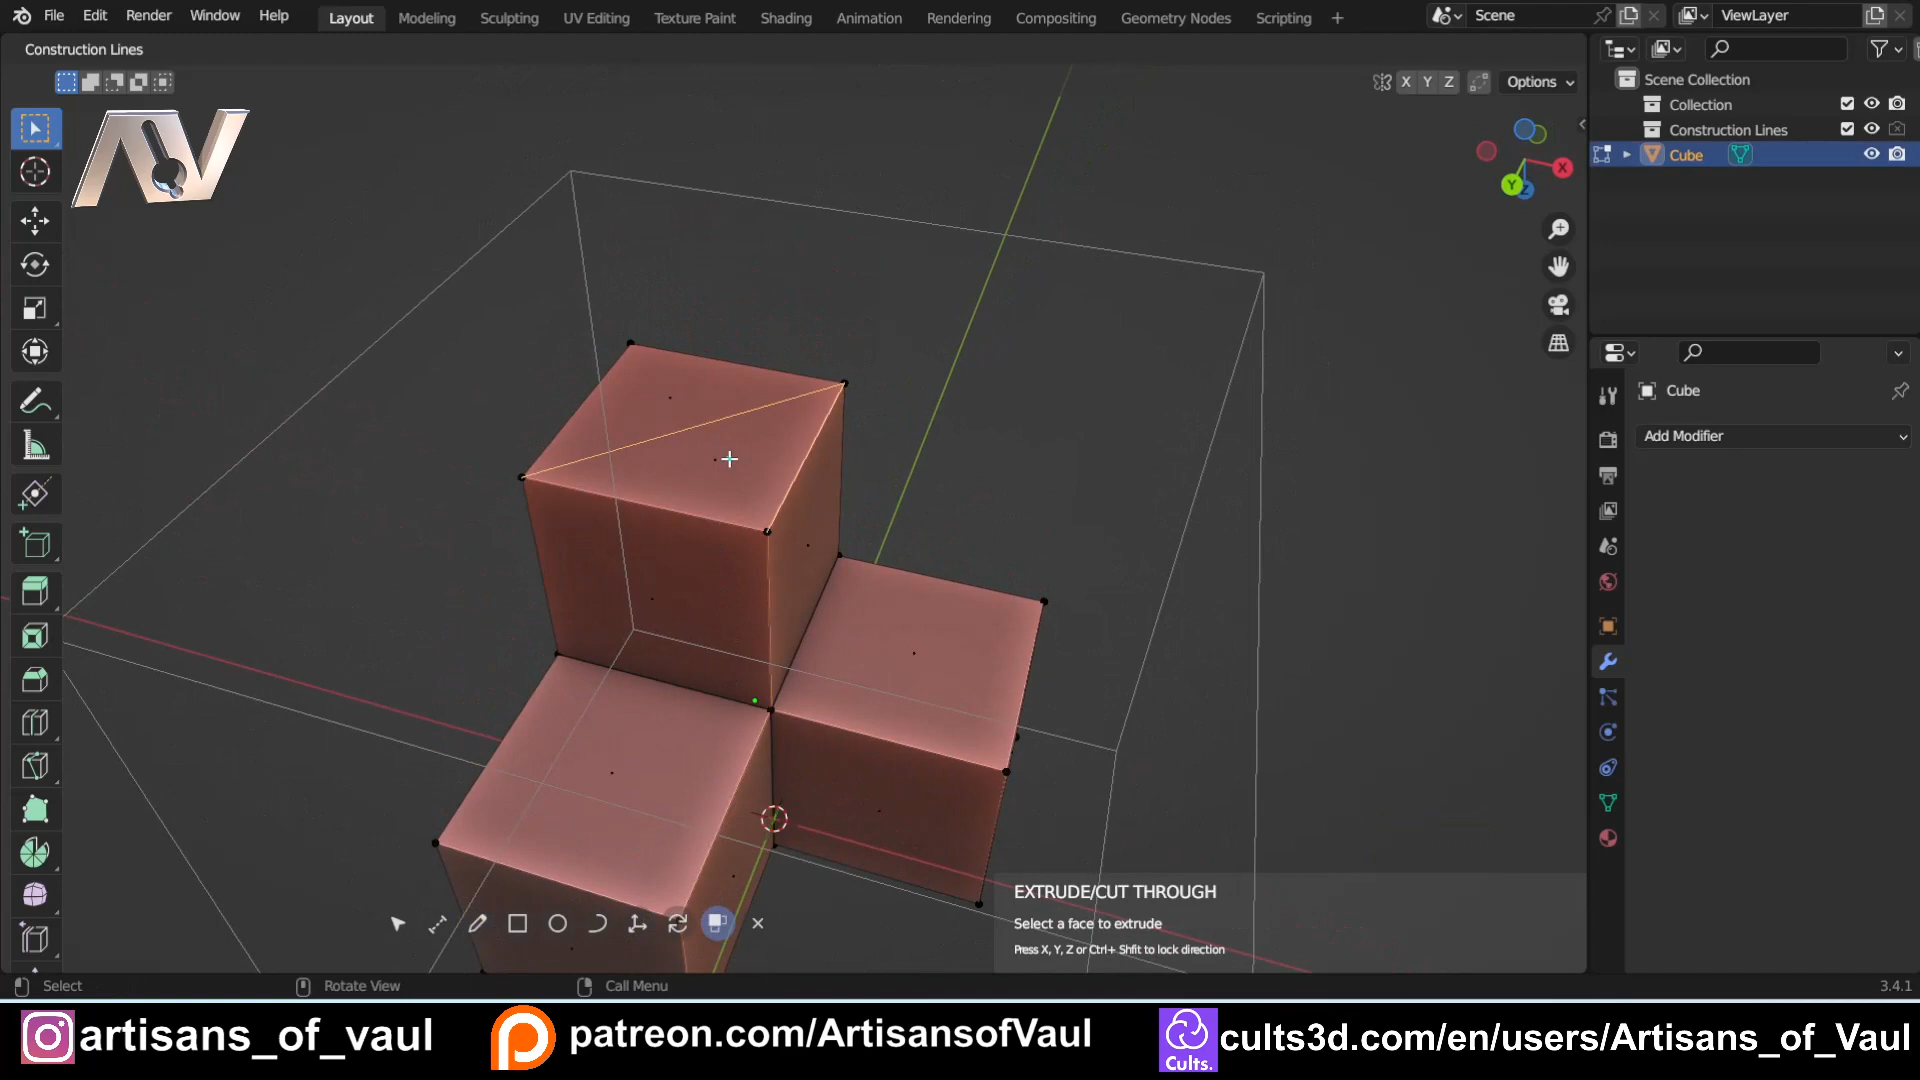 File Edit Render Window Help Layout Modeling Sculpting UV Editing Texture Paint Shading Animation Rendering Compositing Geometry Nodes Scripting + Scene ViewLayer
Construction Lines
X Y Z Options
Scene Collection
Collection
Construction Lines
Cube
X
Y
Z
AV
Cube
Add Modifier
EXTRUDE/CUT THROUGH
Select a face to extrude
Press X, Y, Z or Ctrl+ Shfit to lock direction
Select Rotate View Call Menu 3.4.1
artisans_of_vaul patreon.com/ArtisansofVaul Cults. cults3d.com/en/users/Artisans_of_Vaul